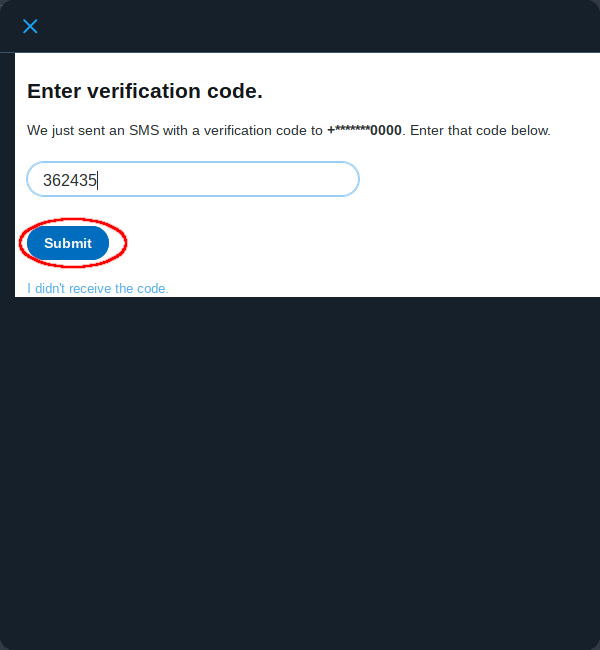 Enter verification code.
We just sent an SMS with a verification code to +*******0000. Enter that code below.
362435
Submit
I didn't receive the code.